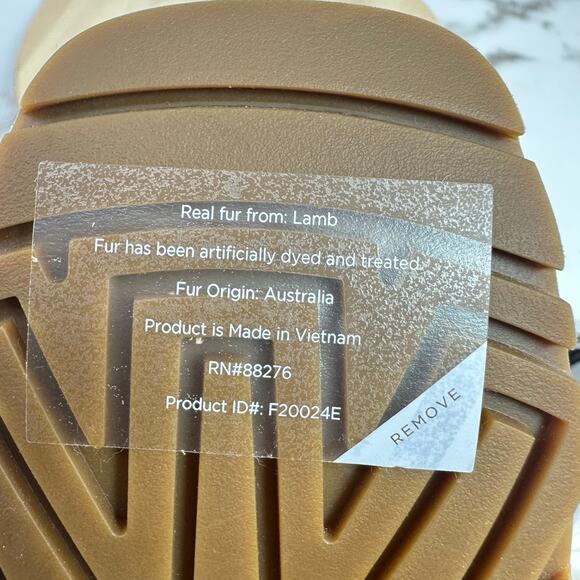 Real fur from: Lamb
Fur has been artificially dyed and treated.
Fur Origin: Australia
Product is Made in Vietnam
RN#88276
Product ID#: F20024E
REMOVE